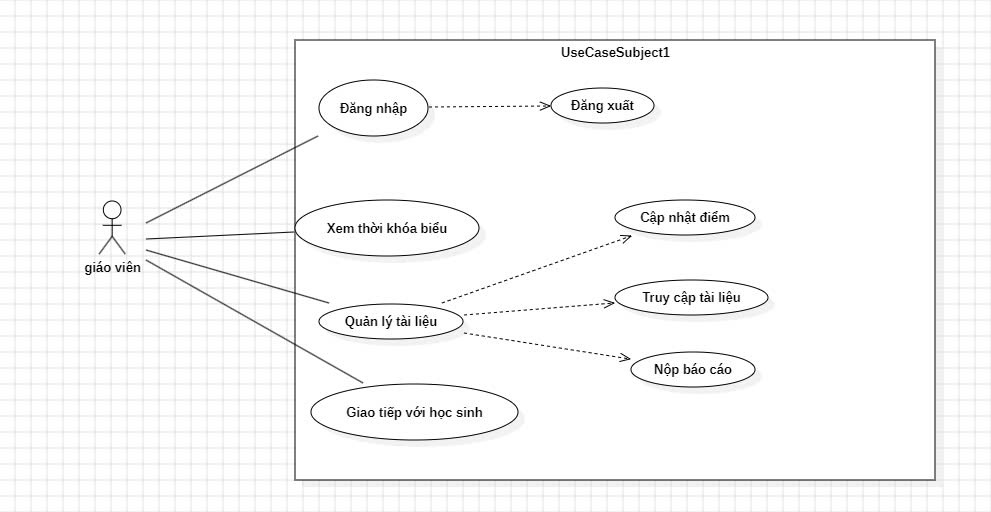 UseCaseSubject1
Đăng nhập
Đăng xuất
Xem thời khóa biểu
Cập nhật điểm
giáo viên
Truy cập tài liệu
Quản lý tài liệu
Nộp báo cáo
Giao tiếp với học sinh